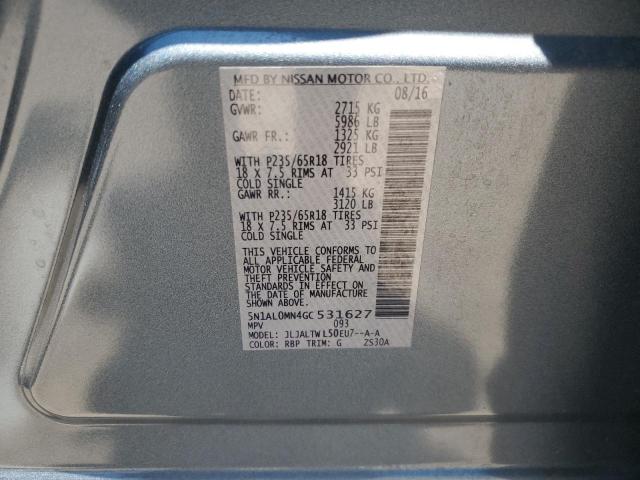 MFD BY NISSAN MOTOR CO., LTD.
DATE: 08/16
GVWR: 2715 KG
5986 LB
GAWR FR.: 1325 KG
2921 LB
WITH P235/65R18 TIRES
18 X 7.5 RIMS AT 33 PSI
COLD SINGLE
GAWR RR.: 1415 KG
3120 LB
WITH P235/65R18 TIRES
18 X 7.5 RIMS AT 33 PSI
COLD SINGLE
THIS VEHICLE CONFORMS TO
ALL APPLICABLE FEDERAL
MOTOR VEHICLE SAFETY AND
THEFT PREVENTION
STANDARDS IN EFFECT ON
THE DATE OF MANUFACTURE
SHOWN ABOVE.
5N1AL0MN4GC531627
MPV 093
MODEL: JLJALTWL50EU7--A-A
COLOR: RBP TRIM: G ZS30A